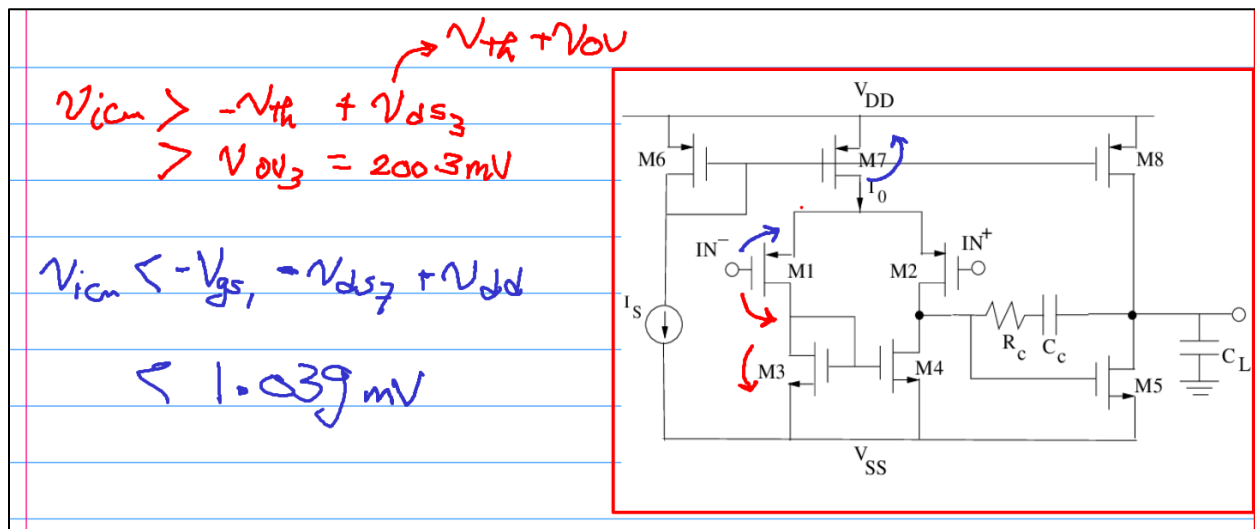 Vth + Vov
Vicm > -Vth + Vds3
> Vov3 = 200.3mV
Vicm < -Vgs1 - Vds7 + Vdd
< 1.039 mV
VDD
M6
M7
M8
I0
IN-
IN+
M1
M2
IS
Rc
Cc
CL
M3
M4
M5
VSS